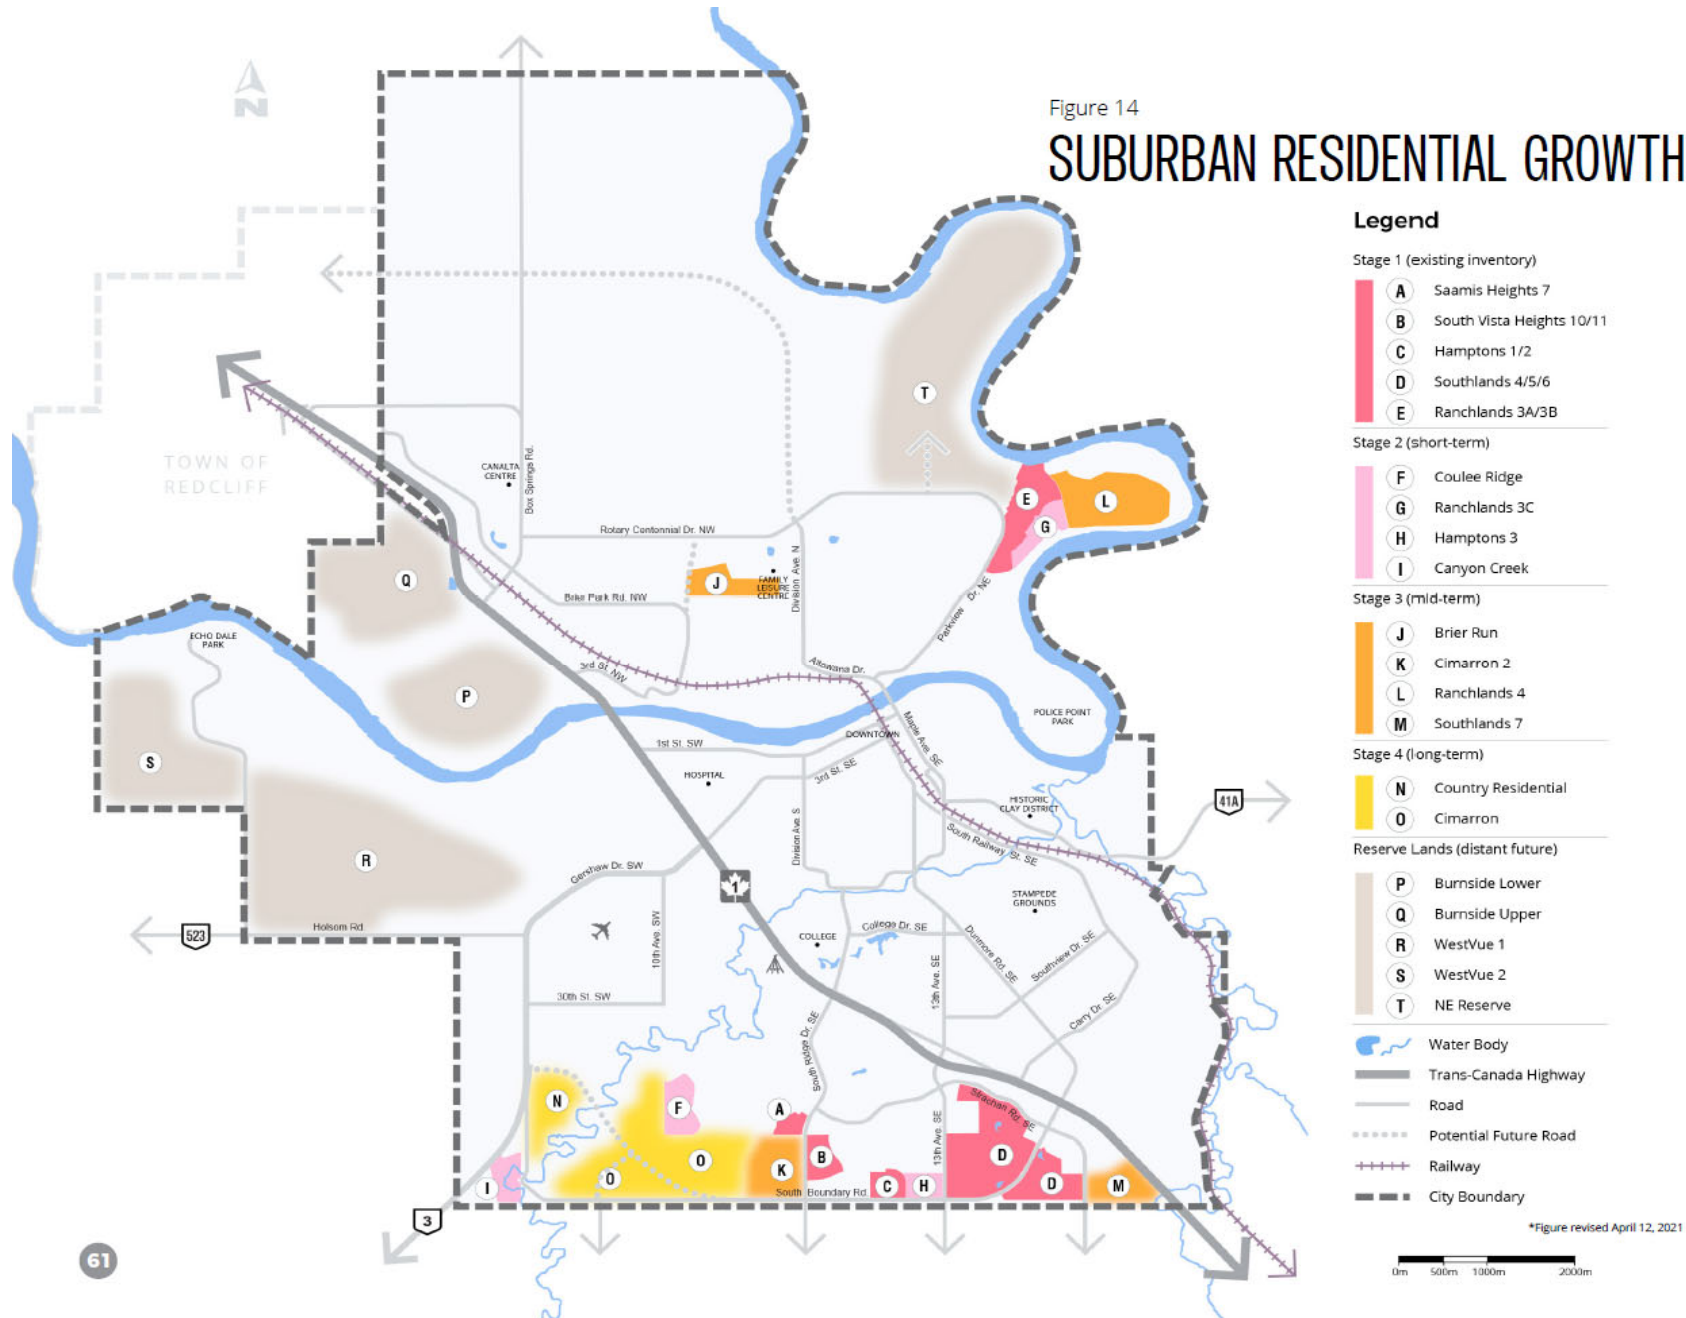 Figure 14
SUBURBAN RESIDENTIAL GROWTH
N
Legend
Stage 1 (existing inventory)
A Saamis Heights 7
B South Vista Heights 10/11
C Hamptons 1/2
D Southlands 4/5/6
E Ranchlands 3A/3B
Stage 2 (short-term)
F Coulee Ridge
G Ranchlands 3C
H Hamptons 3
I Canyon Creek
Stage 3 (mid-term)
J Brier Run
K Cimarron 2
L Ranchlands 4
M Southlands 7
Stage 4 (long-term)
N Country Residential
O Cimarron
Reserve Lands (distant future)
P Burnside Lower
Q Burnside Upper
R WestVue 1
S WestVue 2
T NE Reserve
Water Body
Trans-Canada Highway
Road
Potential Future Road
Railway
City Boundary
*Figure revised April 12, 2021
0m 500m 1000m 2000m
TOWN OF
REDCLIFF
CANALTA
CENTRE
Box Springs Rd.
T
E
L
G
Rotary Centennial Dr. NW
Division Ave. N
J
FAMILY
LEISURE
CENTRE
Q
Brier Park Rd. NW
Parkview Dr. NE
ECHO DALE
PARK
3rd St. NW
Altawana Dr.
P
POLICE POINT
PARK
S
1st St. SW
DOWNTOWN
Maple Ave. SE
HOSPITAL
3rd St. SE
HISTORIC
CLAY DISTRICT
41A
Division Ave. S
South Railway St. SE
R
Gershaw Dr. SW
1
STAMPEDE
GROUNDS
523
Holsom Rd.
10th Ave. SW
COLLEGE
College Dr. SE
Dunmore Rd. SE
Southview Dr. SE
13th Ave. SE
30th St. SW
Carry Dr. SE
South Ridge Dr. SE
N
F
A
Strachan Rd. SE
13th Ave. SE
O
O
K
B
D
I
C
H
D
M
South Boundary Rd.
3
61